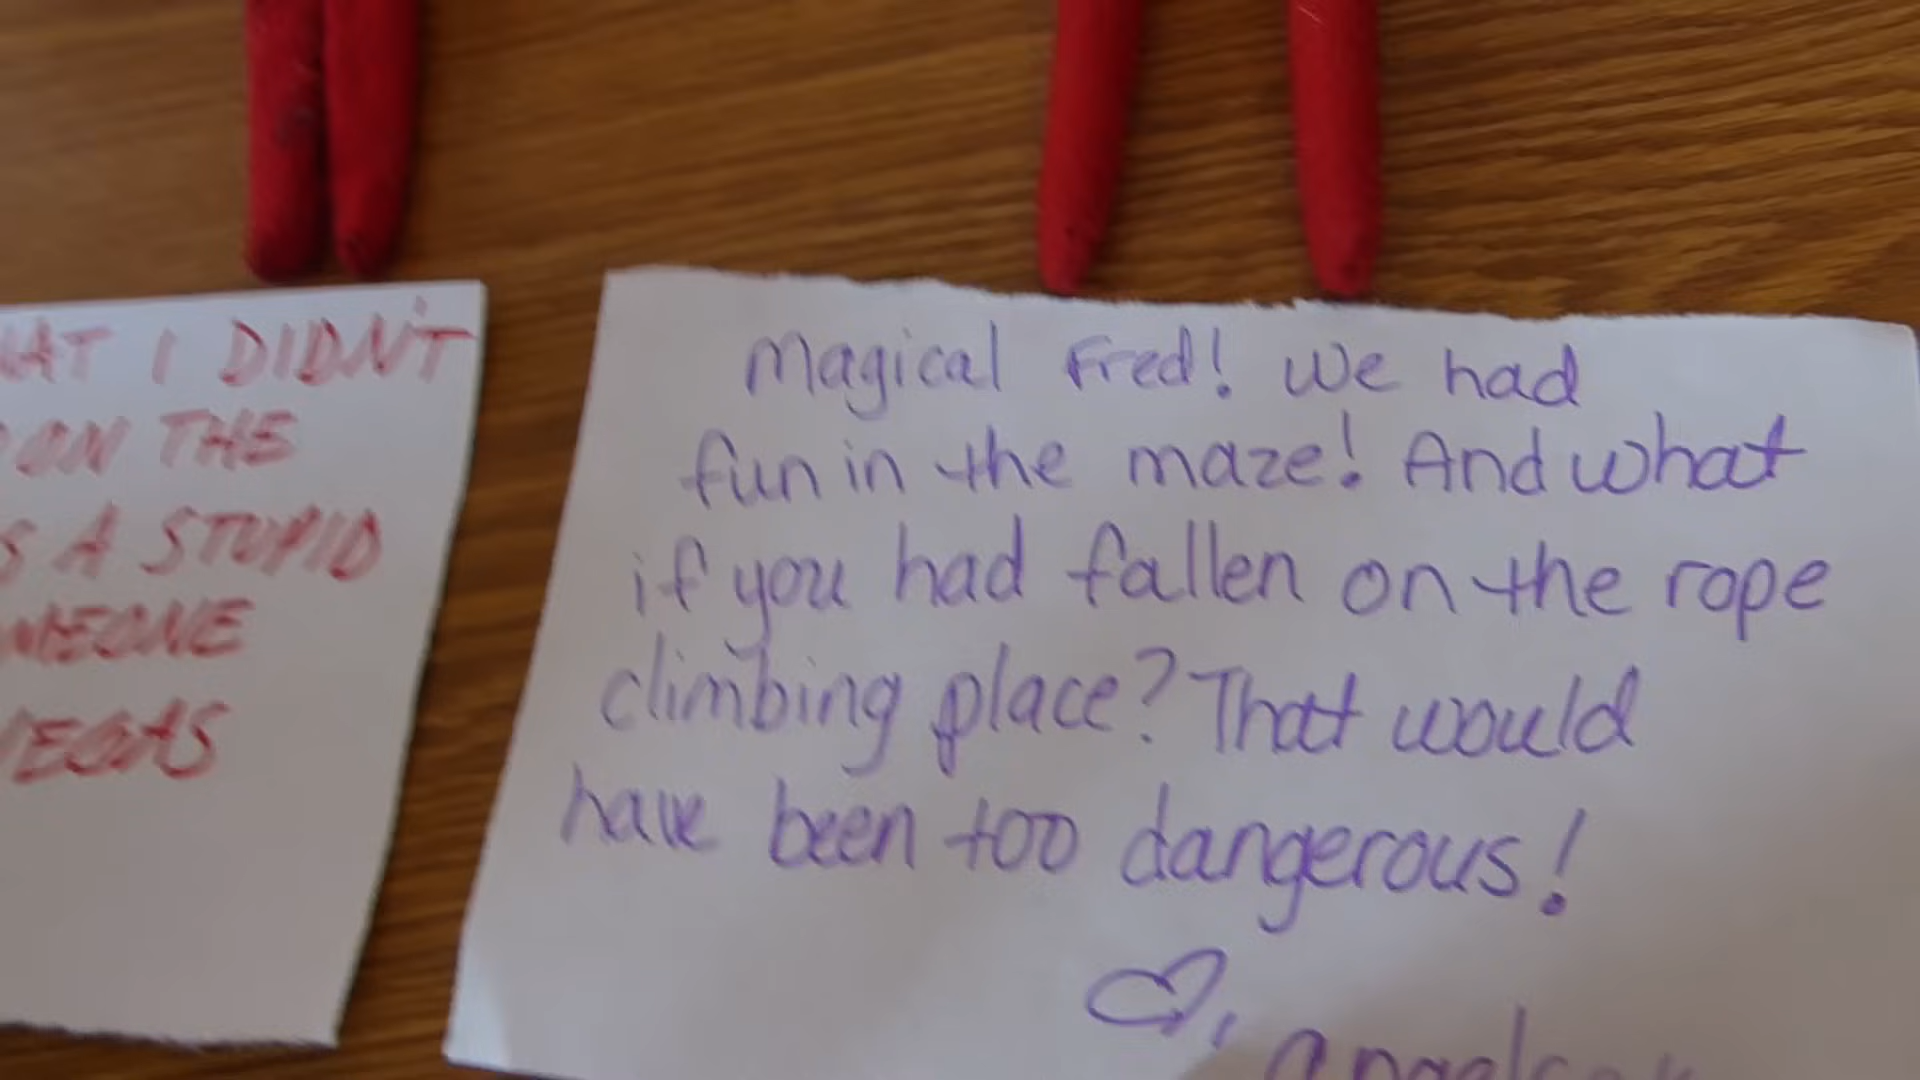 I DIDN'T
ON THE
A STUPID
VEGAS
Magical Fred! We had
fun in the maze! And what
if you had fallen on the rope
climbing place? That would
have been too dangerous!
♡,